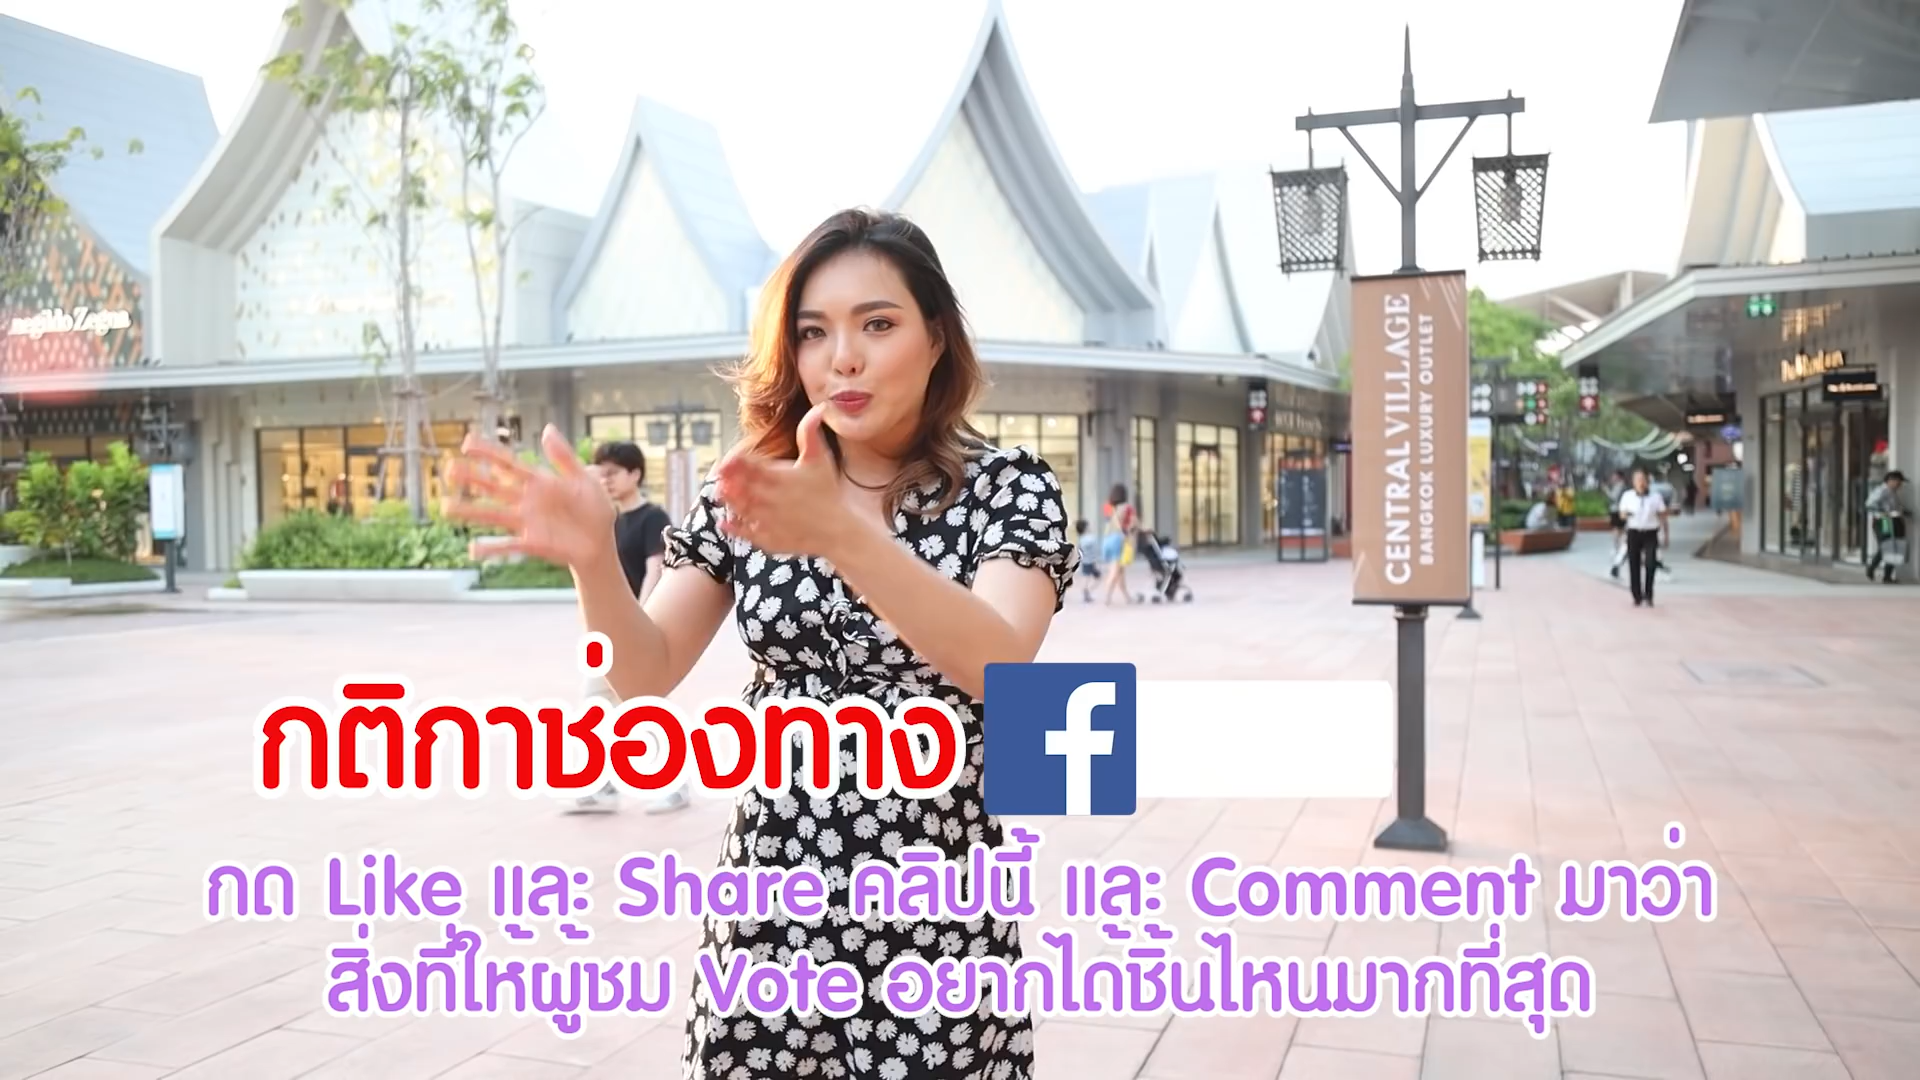 negildo Zegna
CENTRAL VILLAGE
BANGKOK LUXURY OUTLET
กติกาช่องทาง f
กด Like และ Share คลิปนี้ และ Comment มาว่า
สิ่งที่ให้ผู้ชม Vote อยากได้ชิ้นไหนมากที่สุด